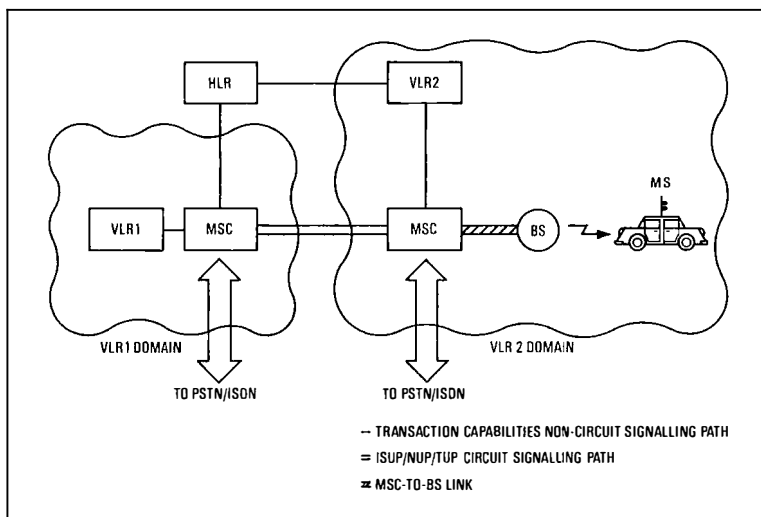 HLR
VLR2
MS
VLR1
MSC
MSC
BS
VLR1 DOMAIN
VLR 2 DOMAIN
TO PSTN/ISDN
TO PSTN/ISDN
– TRANSACTION CAPABILITIES NON-CIRCUIT SIGNALLING PATH
= ISUP/NUP/TUP CIRCUIT SIGNALLING PATH
MSC-TO-BS LINK